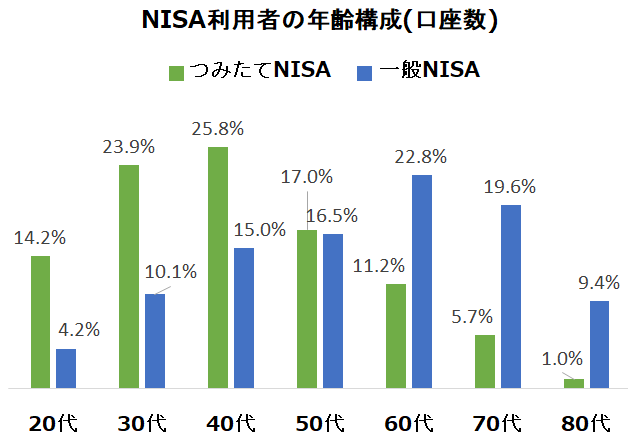 NISA利用者の年齢構成(口座数)
つみたてNISA 一般NISA
14.2% 4.2% 23.9% 10.1% 25.8% 15.0% 17.0% 16.5% 11.2% 22.8% 5.7% 19.6% 1.0% 9.4%
20代 30代 40代 50代 60代 70代 80代